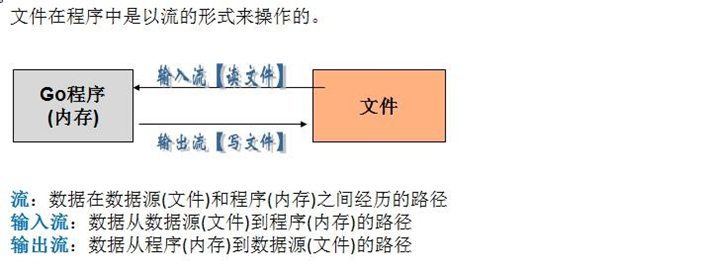 文件在程序中是以流的形式来操作的。
输入流【读文件】
Go程序
(内存)
文件
输出流【写文件】
流：数据在数据源(文件)和程序(内存)之间经历的路径
输入流：数据从数据源(文件)到程序(内存)的路径
输出流：数据从程序(内存)到数据源(文件)的路径